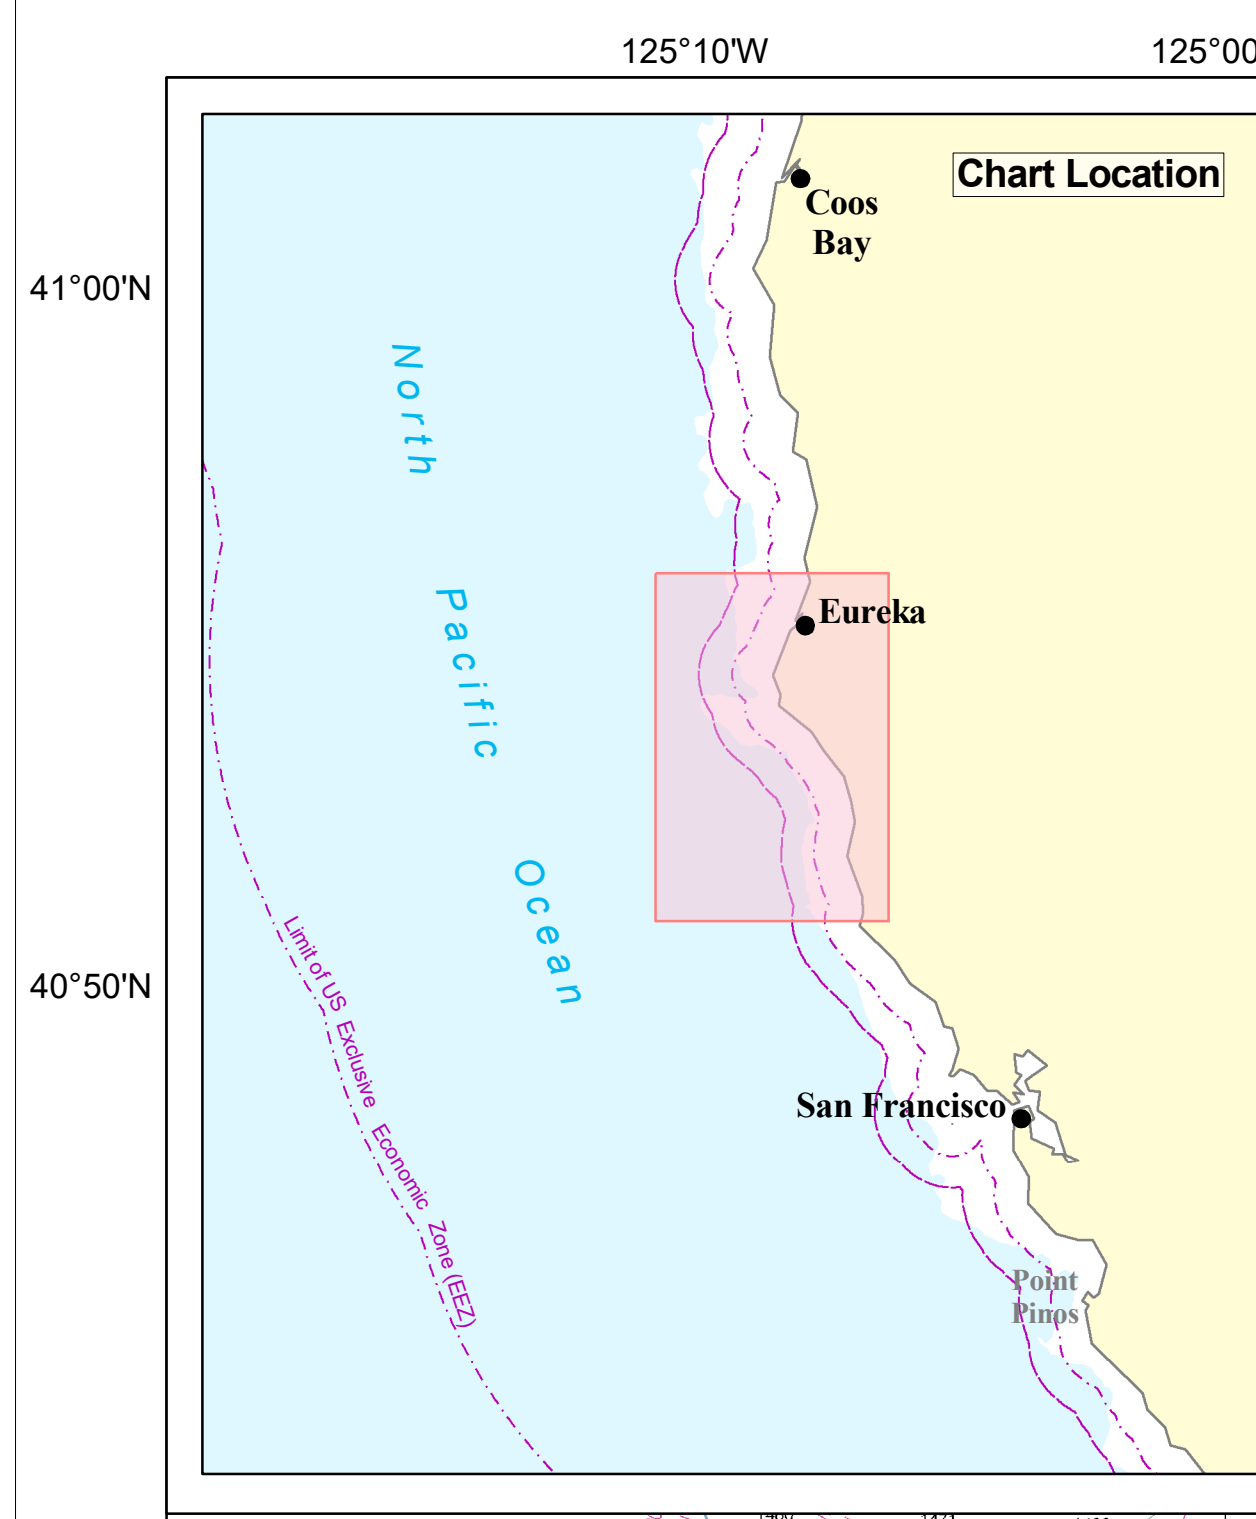 125°10'W
125°00
Chart Location
Coos
Bay
41°00'N
North
Pacific
Ocean
Eureka
40°50'N
Limit of US Exclusive Economic Zone (EEZ)
San Francisco
Point
Pinos